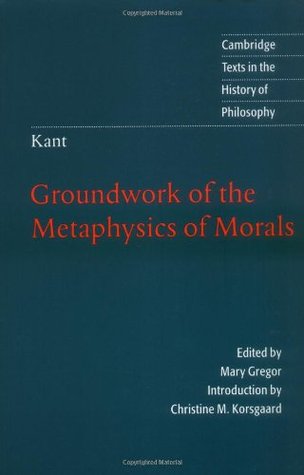 Cambridge
Texts in the
History of
Philosophy
Kant
Groundwork of the
Metaphysics of Morals
Edited by
Mary Gregor
Introduction by
Christine M. Korsgaard